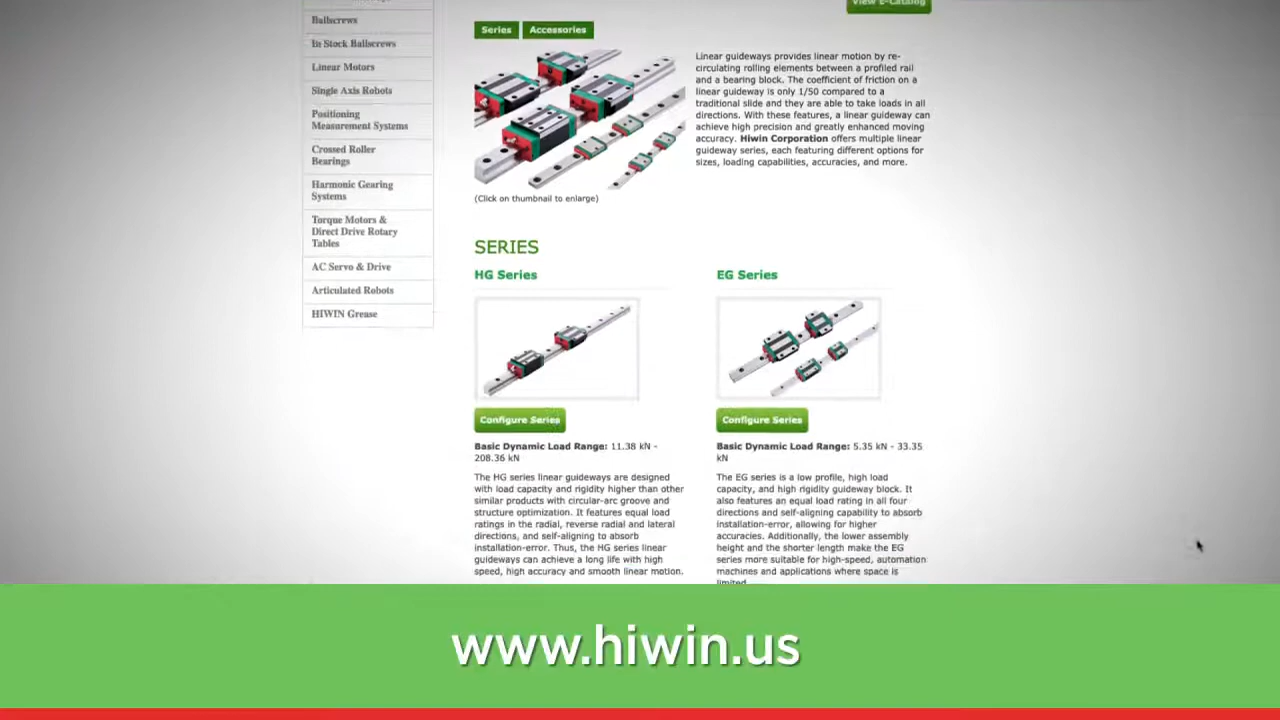 View E-Catalog
Ballscrews
In Stock Ballscrews
Linear Motors
Single Axis Robots
Positioning
Measurement Systems
Crossed Roller
Bearings
Harmonic Gearing
Systems
Torque Motors &
Direct Drive Rotary
Tables
AC Servo & Drive
Articulated Robots
HIWIN Grease
Series
Accessories
Linear guideways provides linear motion by re-
circulating rolling elements between a profiled rail
and a bearing block. The coefficient of friction on a
linear guideway is only 1/50 compared to a
traditional slide and they are able to take loads in all
directions. With these features, a linear guideway can
achieve high precision and greatly enhanced moving
accuracy. Hiwin Corporation offers multiple linear
guideway series, each featuring different options for
sizes, loading capabilities, accuracies, and more.
(Click on thumbnail to enlarge)
SERIES
HG Series
Configure Series
Basic Dynamic Load Range: 11.38 kN -
208.36 kN
The HG series linear guideways are designed
with load capacity and rigidity higher than other
similar products with circular-arc groove and
structure optimization. It features equal load
ratings in the radial, reverse radial and lateral
directions, and self-aligning to absorb
installation-error. Thus, the HG series linear
guideways can achieve a long life with high
speed, high accuracy and smooth linear motion.
EG Series
Configure Series
Basic Dynamic Load Range: 5.35 kN - 33.35
kN
The EG series is a low profile, high load
capacity, and high rigidity guideway block. It
also features an equal load rating in all four
directions and self-aligning capability to absorb
installation-error, allowing for higher
accuracies. Additionally, the lower assembly
height and the shorter length make the EG
series more suitable for high-speed, automation
machines and applications where space is
limited.
www.hiwin.us